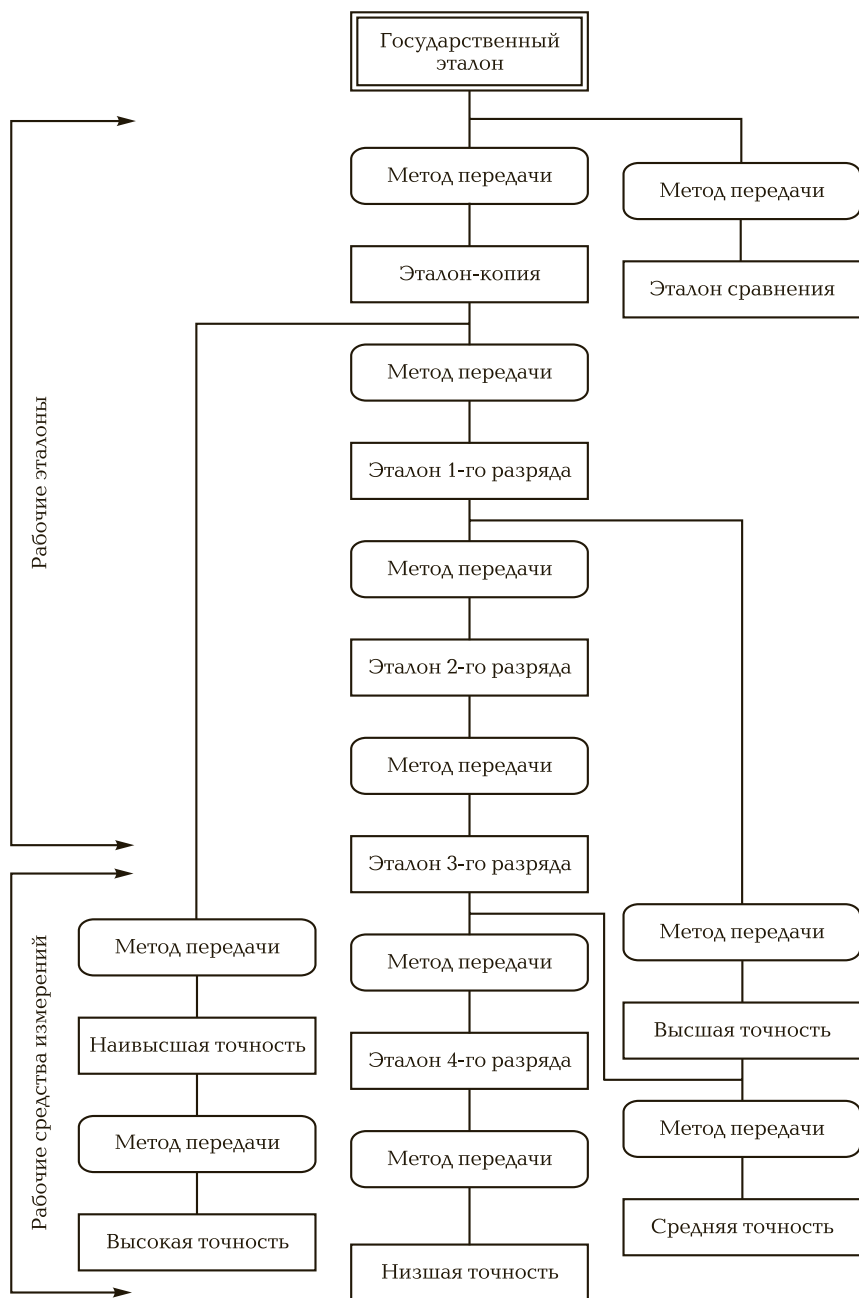 Государственный
эталон
Метод передачи
Метод передачи
Эталон-копия
Эталон сравнения
Метод передачи
Рабочие эталоны
Эталон 1-го разряда
Метод передачи
Эталон 2-го разряда
Метод передачи
Эталон 3-го разряда
Рабочие средства измерений
Метод передачи
Метод передачи
Метод передачи
Наивысшая точность
Эталон 4-го разряда
Высшая точность
Метод передачи
Метод передачи
Метод передачи
Высокая точность
Низшая точность
Средняя точность